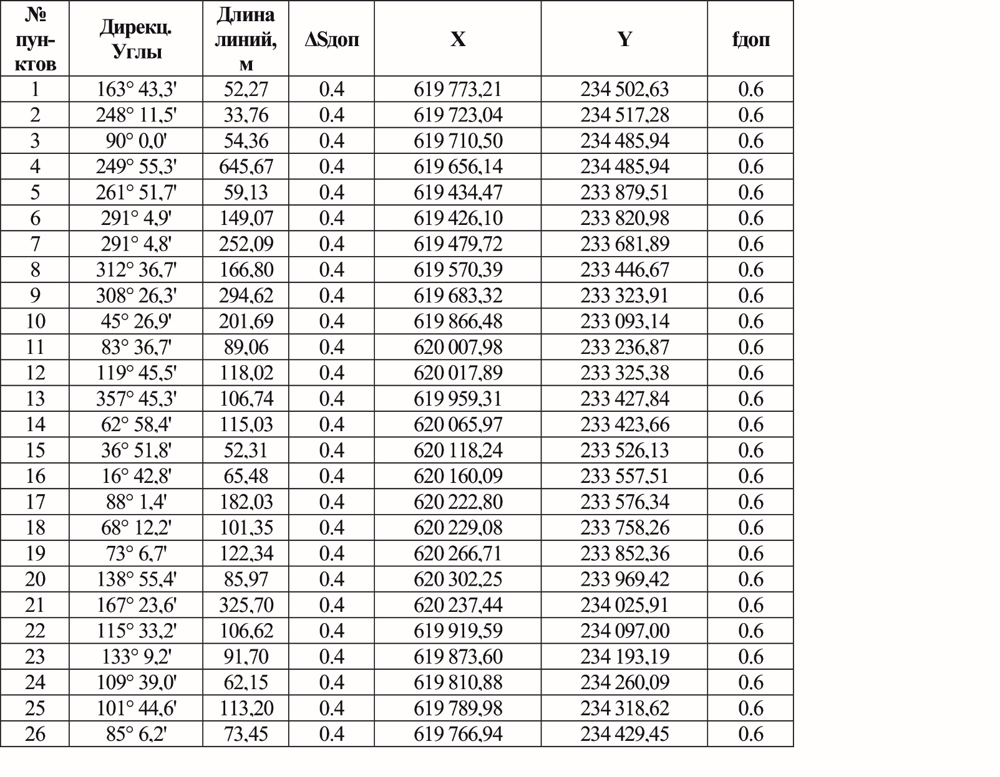 № пун-ктов | Дирекц. Углы | Длина линий, м | ΔSдоп | X | Y | fдоп
1 | 163° 43,3' | 52,27 | 0.4 | 619 773,21 | 234 502,63 | 0.6
2 | 248° 11,5' | 33,76 | 0.4 | 619 723,04 | 234 517,28 | 0.6
3 | 90° 0,0' | 54,36 | 0.4 | 619 710,50 | 234 485,94 | 0.6
4 | 249° 55,3' | 645,67 | 0.4 | 619 656,14 | 234 485,94 | 0.6
5 | 261° 51,7' | 59,13 | 0.4 | 619 434,47 | 233 879,51 | 0.6
6 | 291° 4,9' | 149,07 | 0.4 | 619 426,10 | 233 820,98 | 0.6
7 | 291° 4,8' | 252,09 | 0.4 | 619 479,72 | 233 681,89 | 0.6
8 | 312° 36,7' | 166,80 | 0.4 | 619 570,39 | 233 446,67 | 0.6
9 | 308° 26,3' | 294,62 | 0.4 | 619 683,32 | 233 323,91 | 0.6
10 | 45° 26,9' | 201,69 | 0.4 | 619 866,48 | 233 093,14 | 0.6
11 | 83° 36,7' | 89,06 | 0.4 | 620 007,98 | 233 236,87 | 0.6
12 | 119° 45,5' | 118,02 | 0.4 | 620 017,89 | 233 325,38 | 0.6
13 | 357° 45,3' | 106,74 | 0.4 | 619 959,31 | 233 427,84 | 0.6
14 | 62° 58,4' | 115,03 | 0.4 | 620 065,97 | 233 423,66 | 0.6
15 | 36° 51,8' | 52,31 | 0.4 | 620 118,24 | 233 526,13 | 0.6
16 | 16° 42,8' | 65,48 | 0.4 | 620 160,09 | 233 557,51 | 0.6
17 | 88° 1,4' | 182,03 | 0.4 | 620 222,80 | 233 576,34 | 0.6
18 | 68° 12,2' | 101,35 | 0.4 | 620 229,08 | 233 758,26 | 0.6
19 | 73° 6,7' | 122,34 | 0.4 | 620 266,71 | 233 852,36 | 0.6
20 | 138° 55,4' | 85,97 | 0.4 | 620 302,25 | 233 969,42 | 0.6
21 | 167° 23,6' | 325,70 | 0.4 | 620 237,44 | 234 025,91 | 0.6
22 | 115° 33,2' | 106,62 | 0.4 | 619 919,59 | 234 097,00 | 0.6
23 | 133° 9,2' | 91,70 | 0.4 | 619 873,60 | 234 193,19 | 0.6
24 | 109° 39,0' | 62,15 | 0.4 | 619 810,88 | 234 260,09 | 0.6
25 | 101° 44,6' | 113,20 | 0.4 | 619 789,98 | 234 318,62 | 0.6
26 | 85° 6,2' | 73,45 | 0.4 | 619 766,94 | 234 429,45 | 0.6